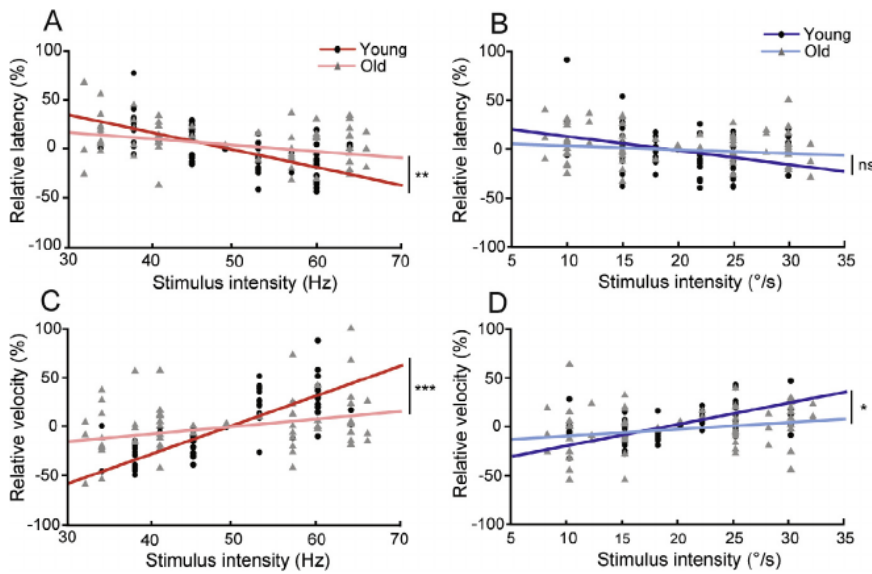 A
B
Young
Old
Young
Old
Relative latency (%)
100
50
0
-50
-100
**
30
40
50
60
70
Stimulus intensity (Hz)
Relative latency (%)
100
50
0
-50
-100
ns
5
10
15
20
25
30
35
Stimulus intensity (°/s)
C
D
Relative velocity (%)
100
50
0
-50
-100
***
30
40
50
60
70
Stimulus intensity (Hz)
Relative velocity (%)
100
50
0
-50
-100
*
5
10
15
20
25
30
35
Stimulus intensity (°/s)